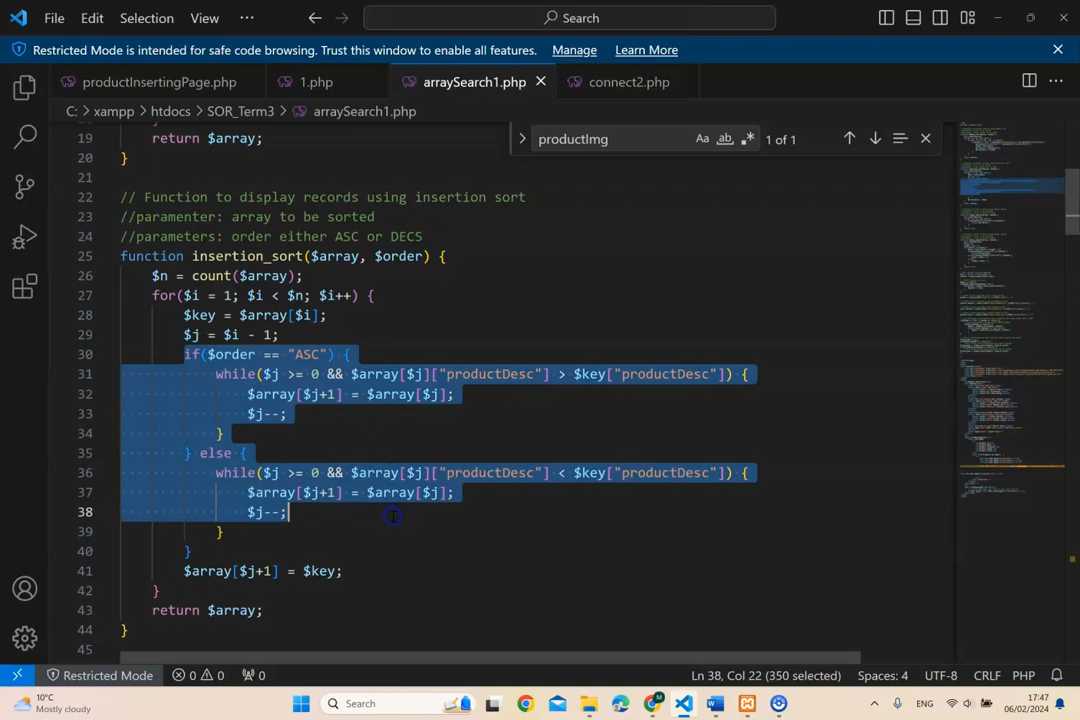 File Edit Selection View ··· Search
Restricted Mode is intended for safe code browsing. Trust this window to enable all features. Manage Learn More
productInsertingPage.php 1.php arraySearch1.php connect2.php
C: > xampp > htdocs > SOR_Term3 > arraySearch1.php
productImg Aa ab 1 of 1
19 return $array;
20 }
21
22 // Function to display records using insertion sort
23 //paramenter: array to be sorted
24 //parameters: order either ASC or DECS
25 function insertion_sort($array, $order) {
26 $n = count($array);
27 for($i = 1; $i < $n; $i++) {
28 $key = $array[$i];
29 $j = $i - 1;
30 if($order == "ASC") {
31 while($j >= 0 && $array[$j]["productDesc"] > $key["productDesc"]) {
32 $array[$j+1] = $array[$j];
33 $j--;
34 }
35 } else {
36 while($j >= 0 && $array[$j]["productDesc"] < $key["productDesc"]) {
37 $array[$j+1] = $array[$j];
38 $j--;
39 }
40 }
41 $array[$j+1] = $key;
42 }
43 return $array;
44 }
45
Restricted Mode 0 0 0 Ln 38, Col 22 (350 selected) Spaces: 4 UTF-8 CRLF PHP
10°C
Mostly cloudy
Search
ENG
17:47
06/02/2024